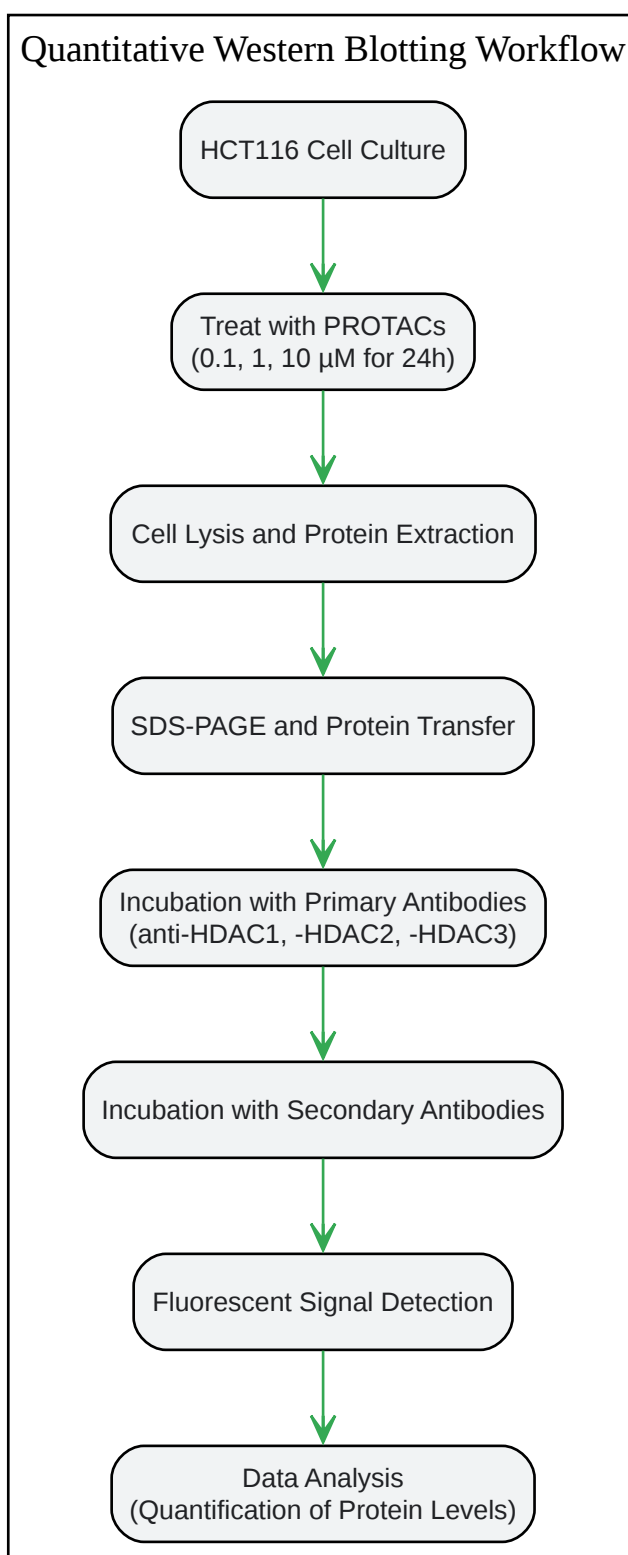 Quantitative Western Blotting Workflow
HCT116 Cell Culture
Treat with PROTACs
(0.1, 1, 10 µM for 24h)
Cell Lysis and Protein Extraction
SDS-PAGE and Protein Transfer
Incubation with Primary Antibodies
(anti-HDAC1, -HDAC2, -HDAC3)
Incubation with Secondary Antibodies
Fluorescent Signal Detection
Data Analysis
(Quantification of Protein Levels)